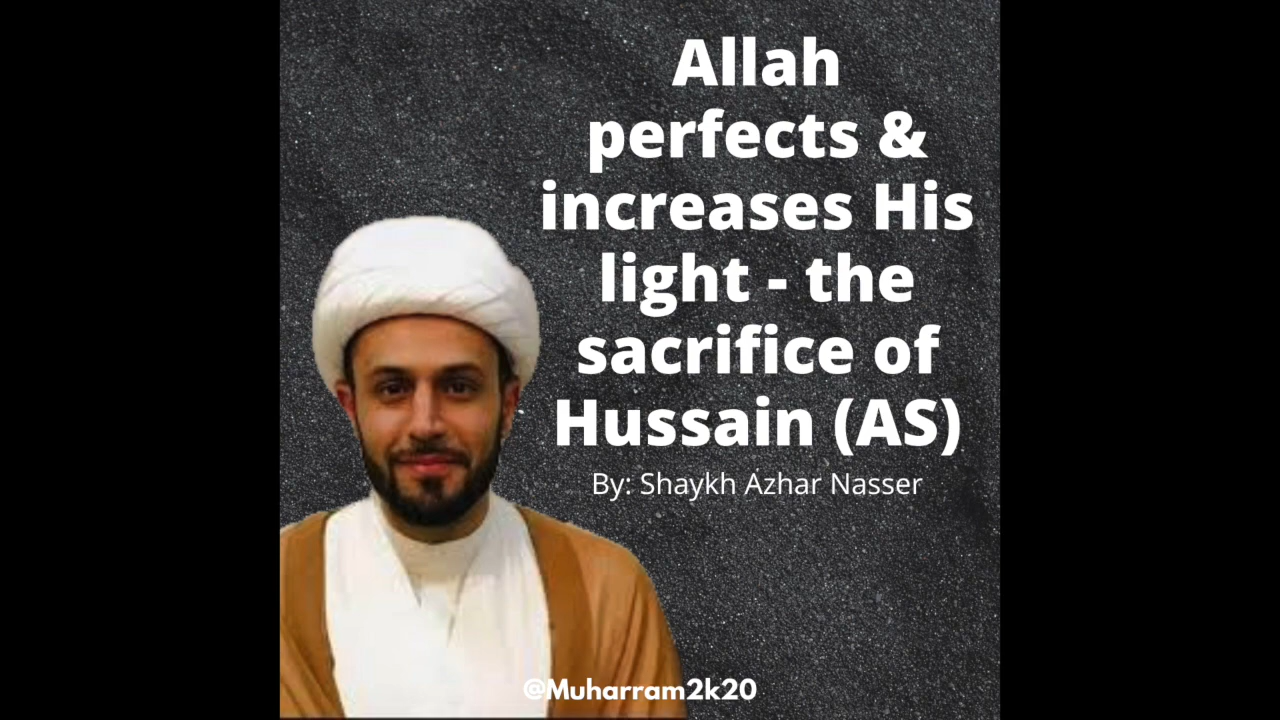 Allah
perfects &
increases His
light - the
sacrifice of
Hussain (AS)
By: Shaykh Azhar Nasser
@Muharram2k20